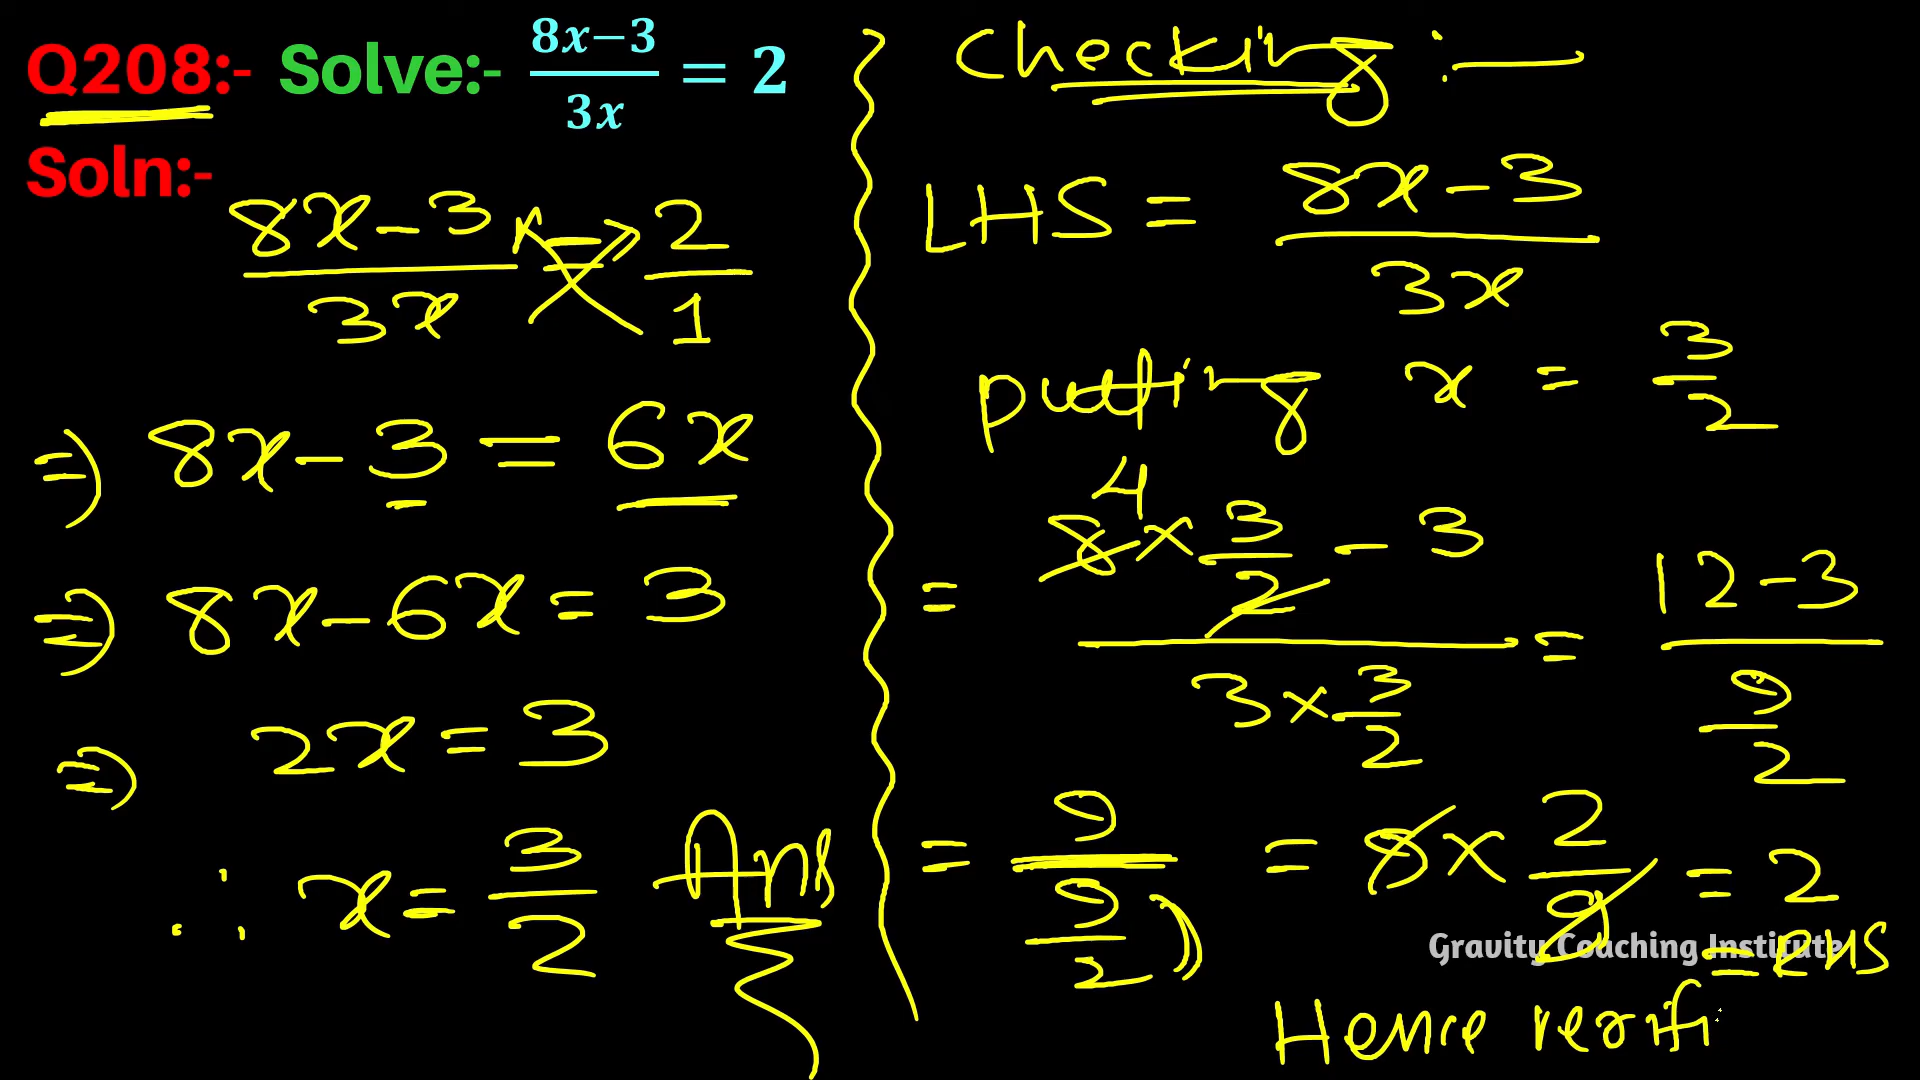 Q208:- Solve:- (8x-3)/(3x) = 2
Soln:-
(8x-3)/(3x) = 2/1
⇒ 8x-3 = 6x
⇒ 8x-6x = 3
⇒ 2x = 3
∴ x = 3/2 Ans
Checking :-
LHS = (8x-3)/(3x)
putting x = 3/2
= (8 × 3/2 - 3)/(3 × 3/2) = (12-3)/(9/2)
4
= 9/(9/2) = 9 × 2/9 = 2
= RHS
Gravity Coaching Institute
Hence verifi